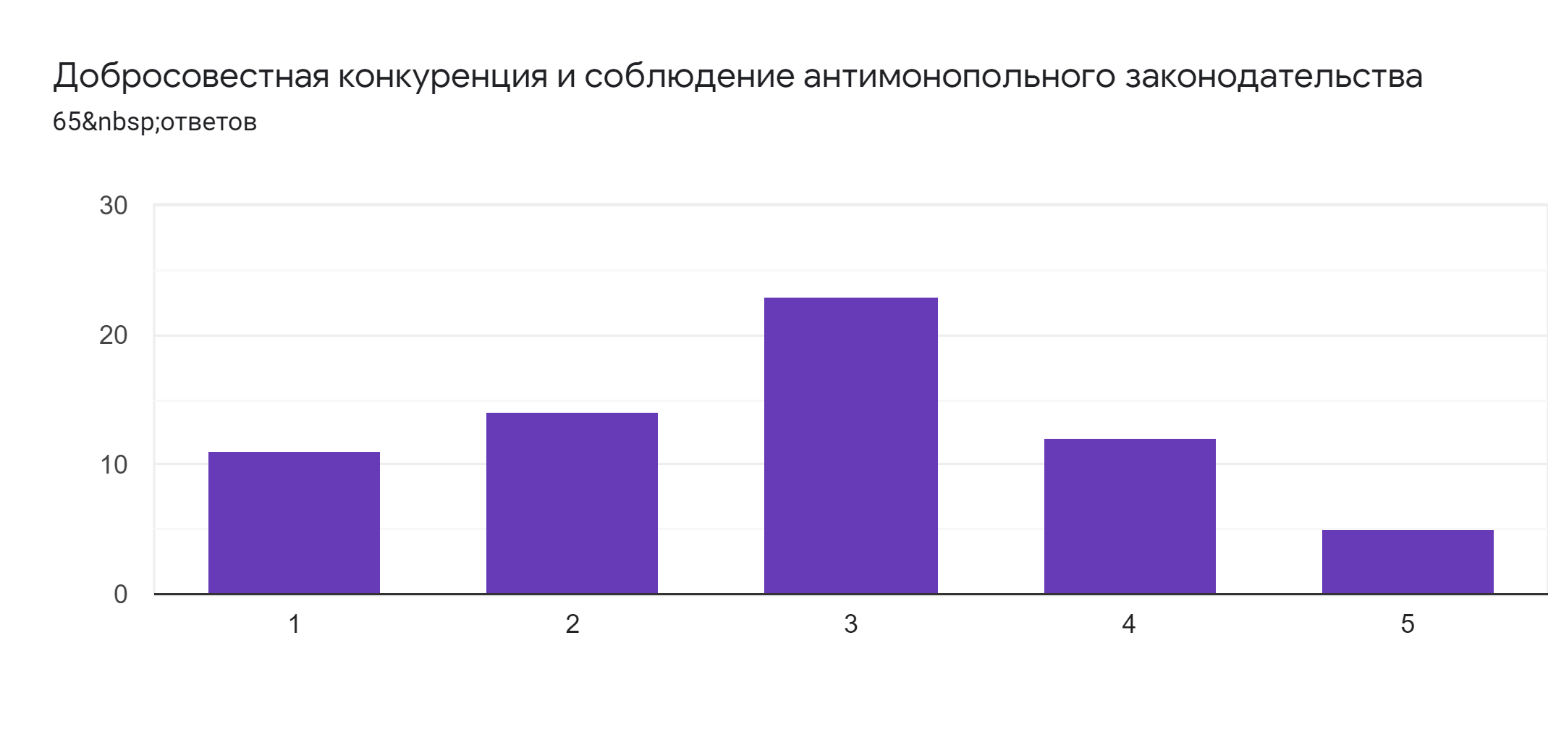 Добросовестная конкуренция и соблюдение антимонопольного законодательства
65&nbsp;ответов
30
20
10
0
1 2 3 4 5